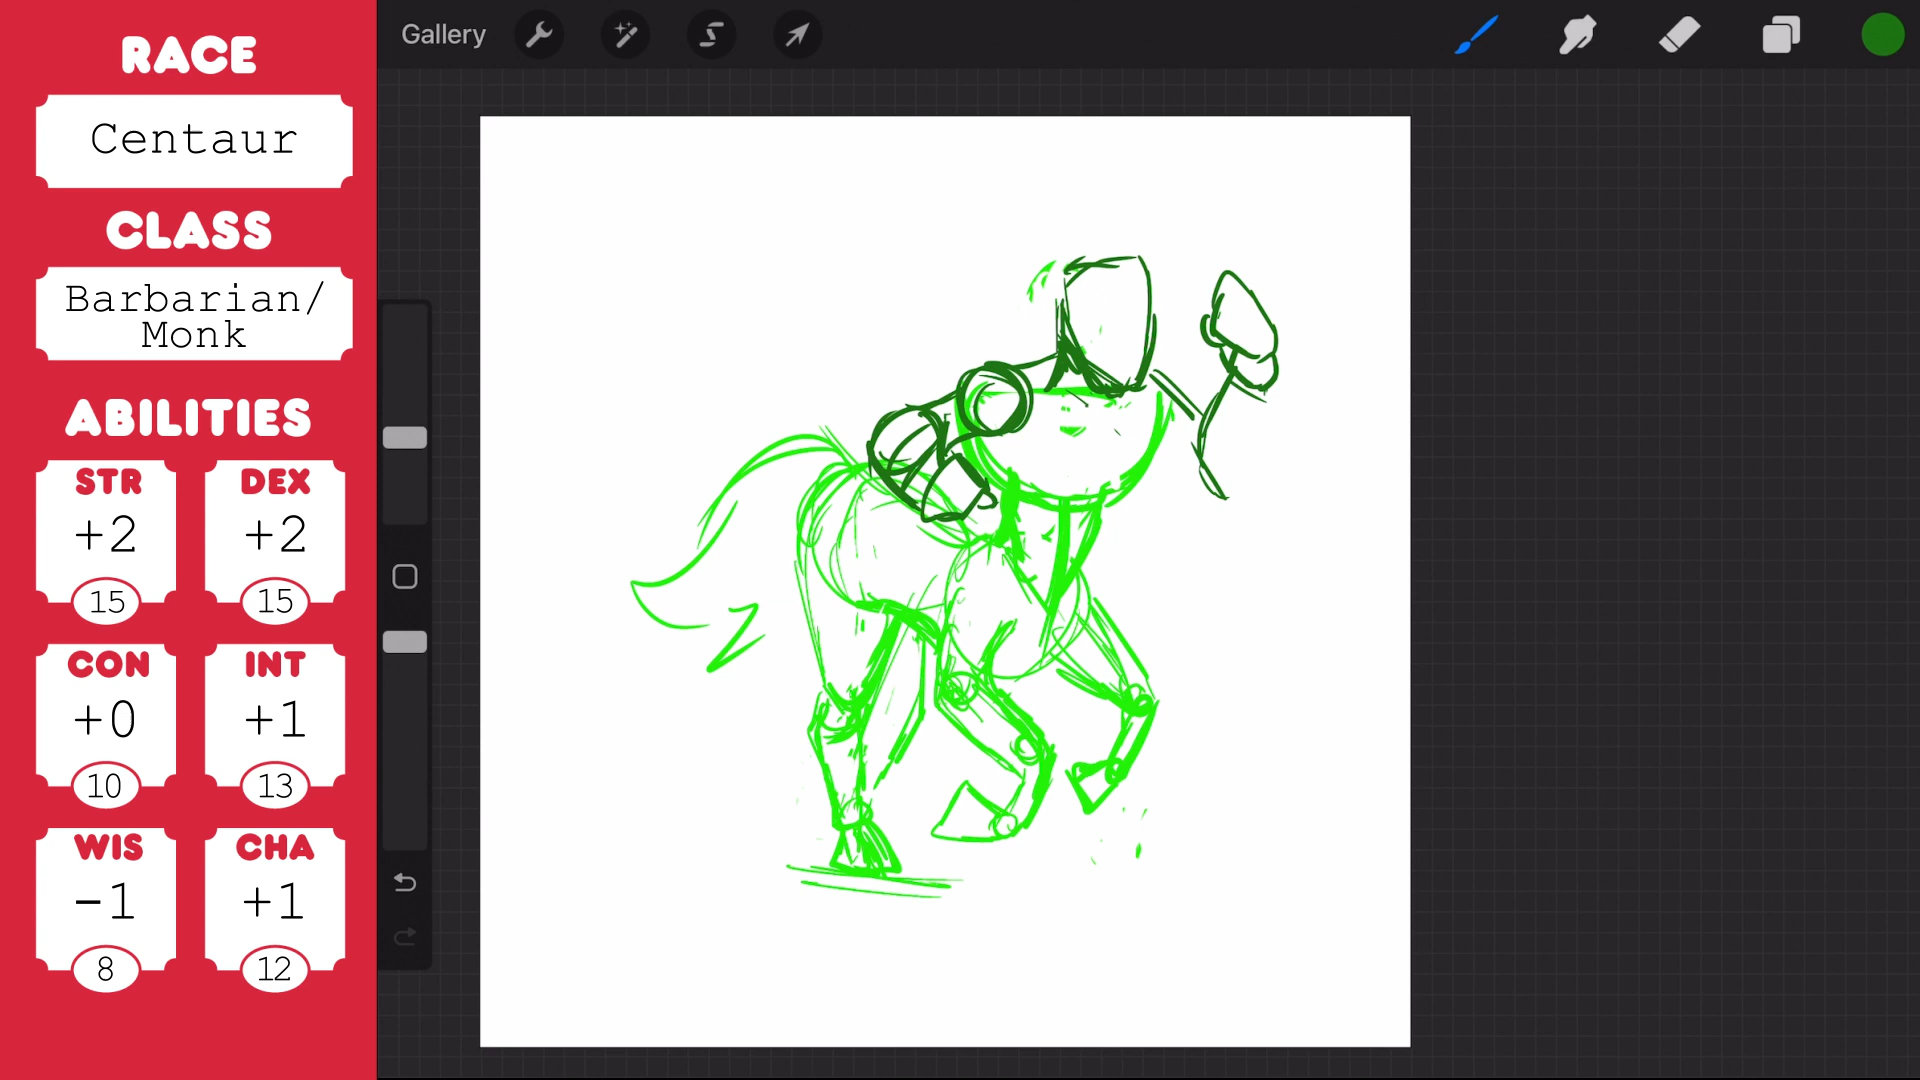 RACE
Centaur
CLASS
Barbarian/
Monk
ABILITIES
STR
+2
15
DEX
+2
15
CON
+0
10
INT
+1
13
WIS
-1
8
CHA
+1
12
Gallery